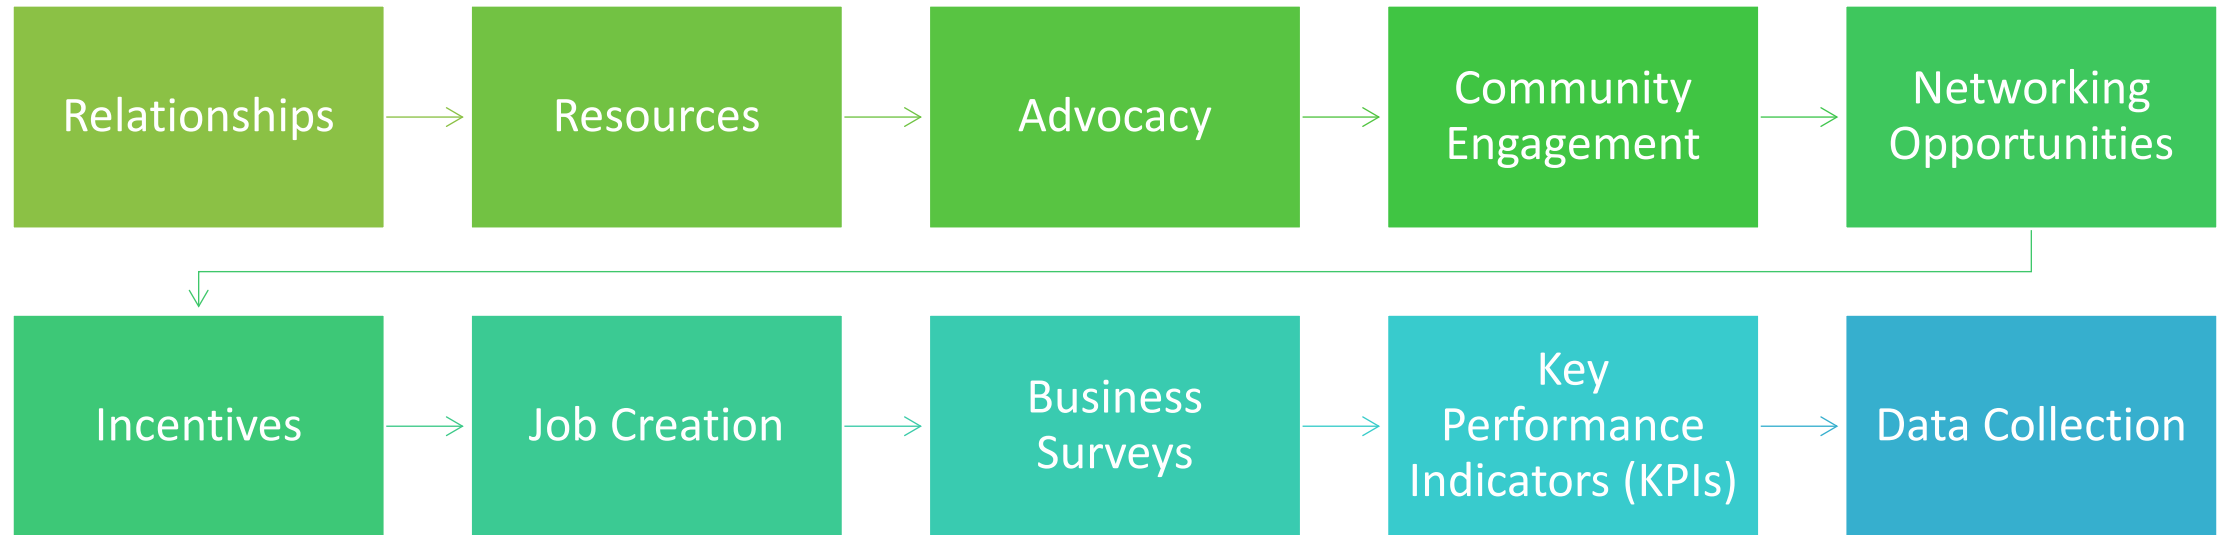 Relationships
Resources
Advocacy
Community
Engagement
Networking
Opportunities
Incentives
Job Creation
Business
Surveys
Key
Performance
Indicators (KPIs)
Data Collection